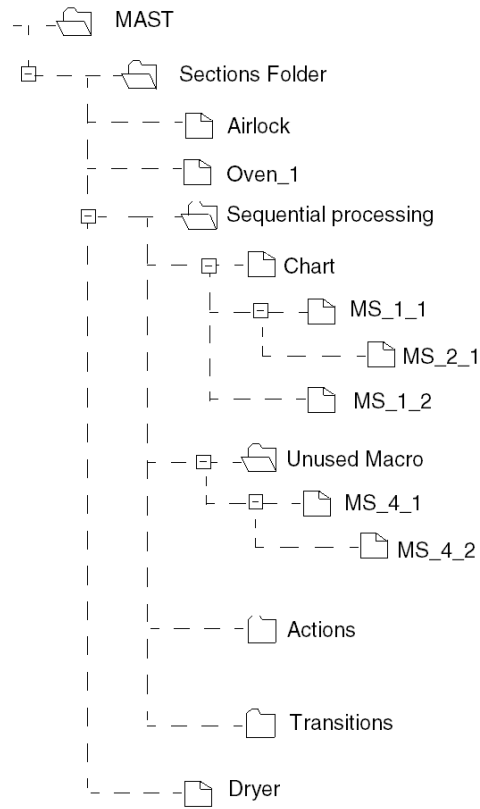 MAST
Sections Folder
Airlock
Oven_1
Sequential processing
Chart
MS_1_1
MS_2_1
MS_1_2
Unused Macro
MS_4_1
MS_4_2
Actions
Transitions
Dryer